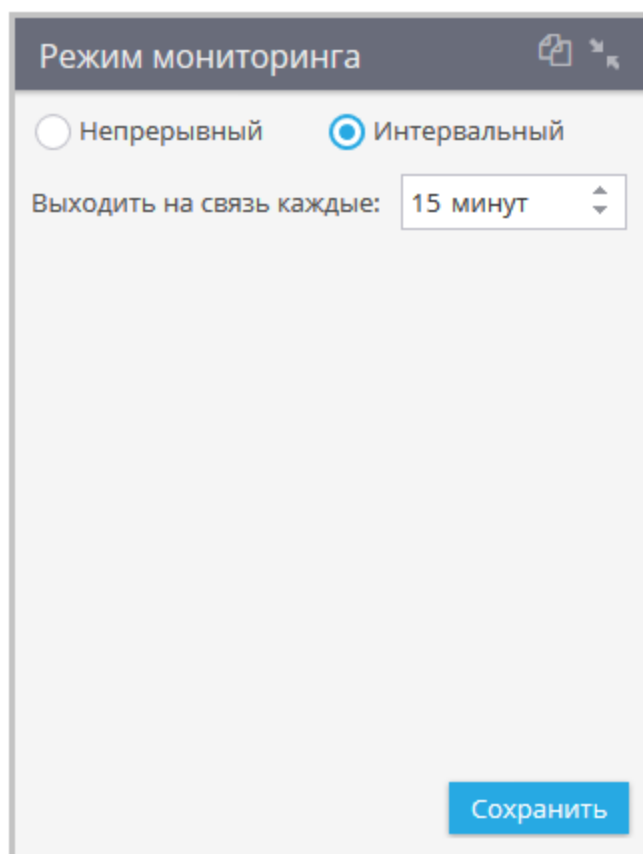 Режим мониторинга
Непрерывный Интервальный
Выходить на связь каждые: 15 минут
Сохранить